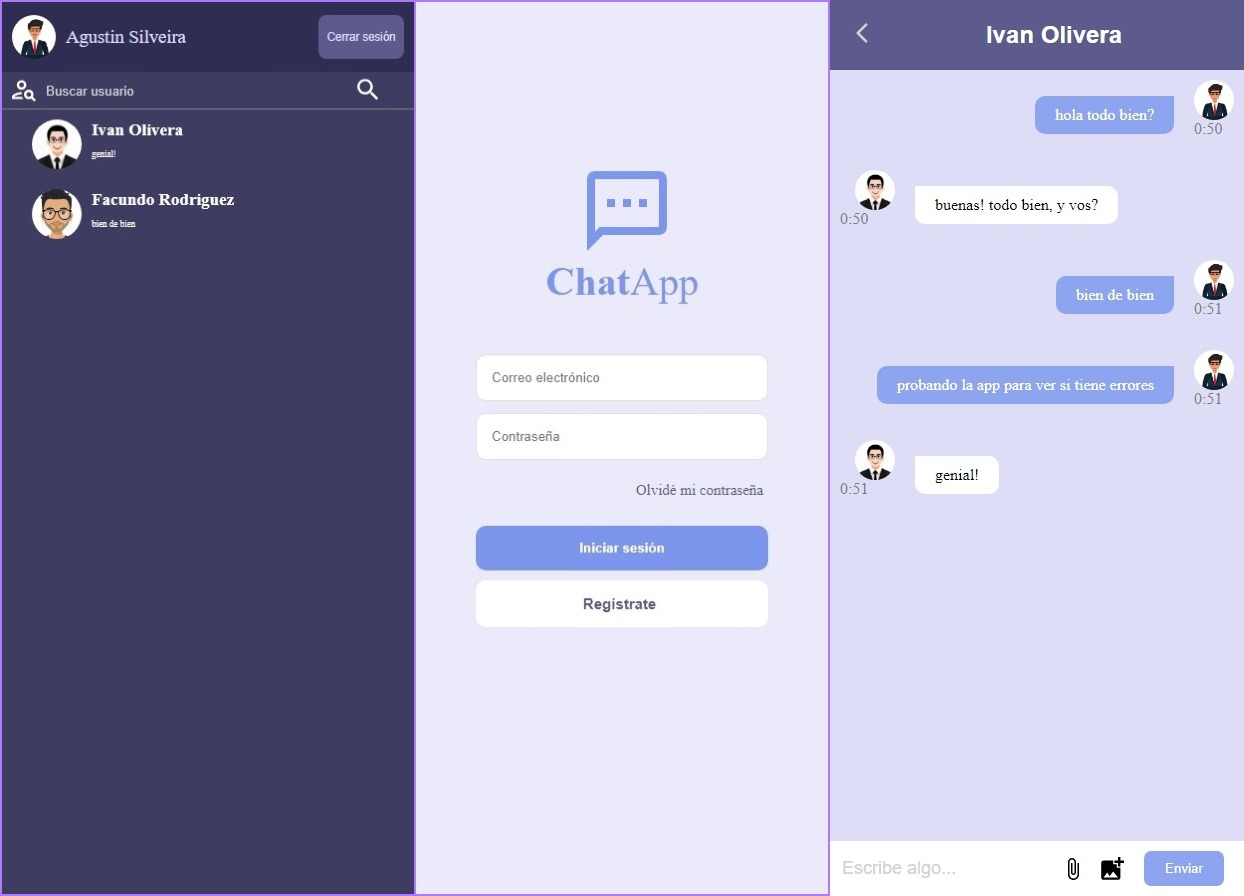 Agustin Silveira
Cerrar sesión
Buscar usuario
Ivan Olivera
genial!
Facundo Rodriguez
bien de bien
ChatApp
Correo electrónico
Contraseña
Olvidé mi contraseña
Iniciar sesión
Regístrate
Ivan Olivera
hola todo bien?
0:50
buenas! todo bien, y vos?
0:50
bien de bien
0:51
probando la app para ver si tiene errores
0:51
genial!
0:51
Escribe algo...
Enviar